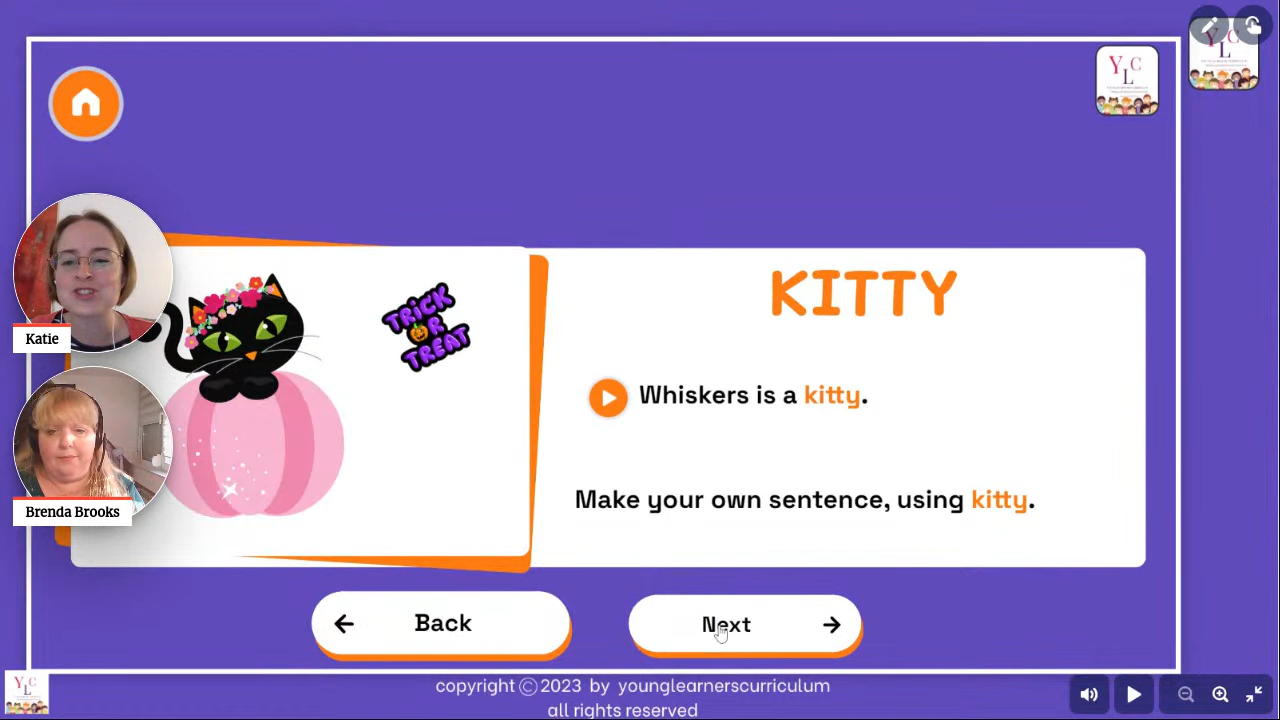 Y C
L
Y C
L
KITTY
TRICK
OR
TREAT
Katie
Whiskers is a kitty.
Brenda Brooks
Make your own sentence, using kitty.
Back
Next
Y C
L
copyright Ⓒ 2023 by younglearnerscurriculum
all rights reserved